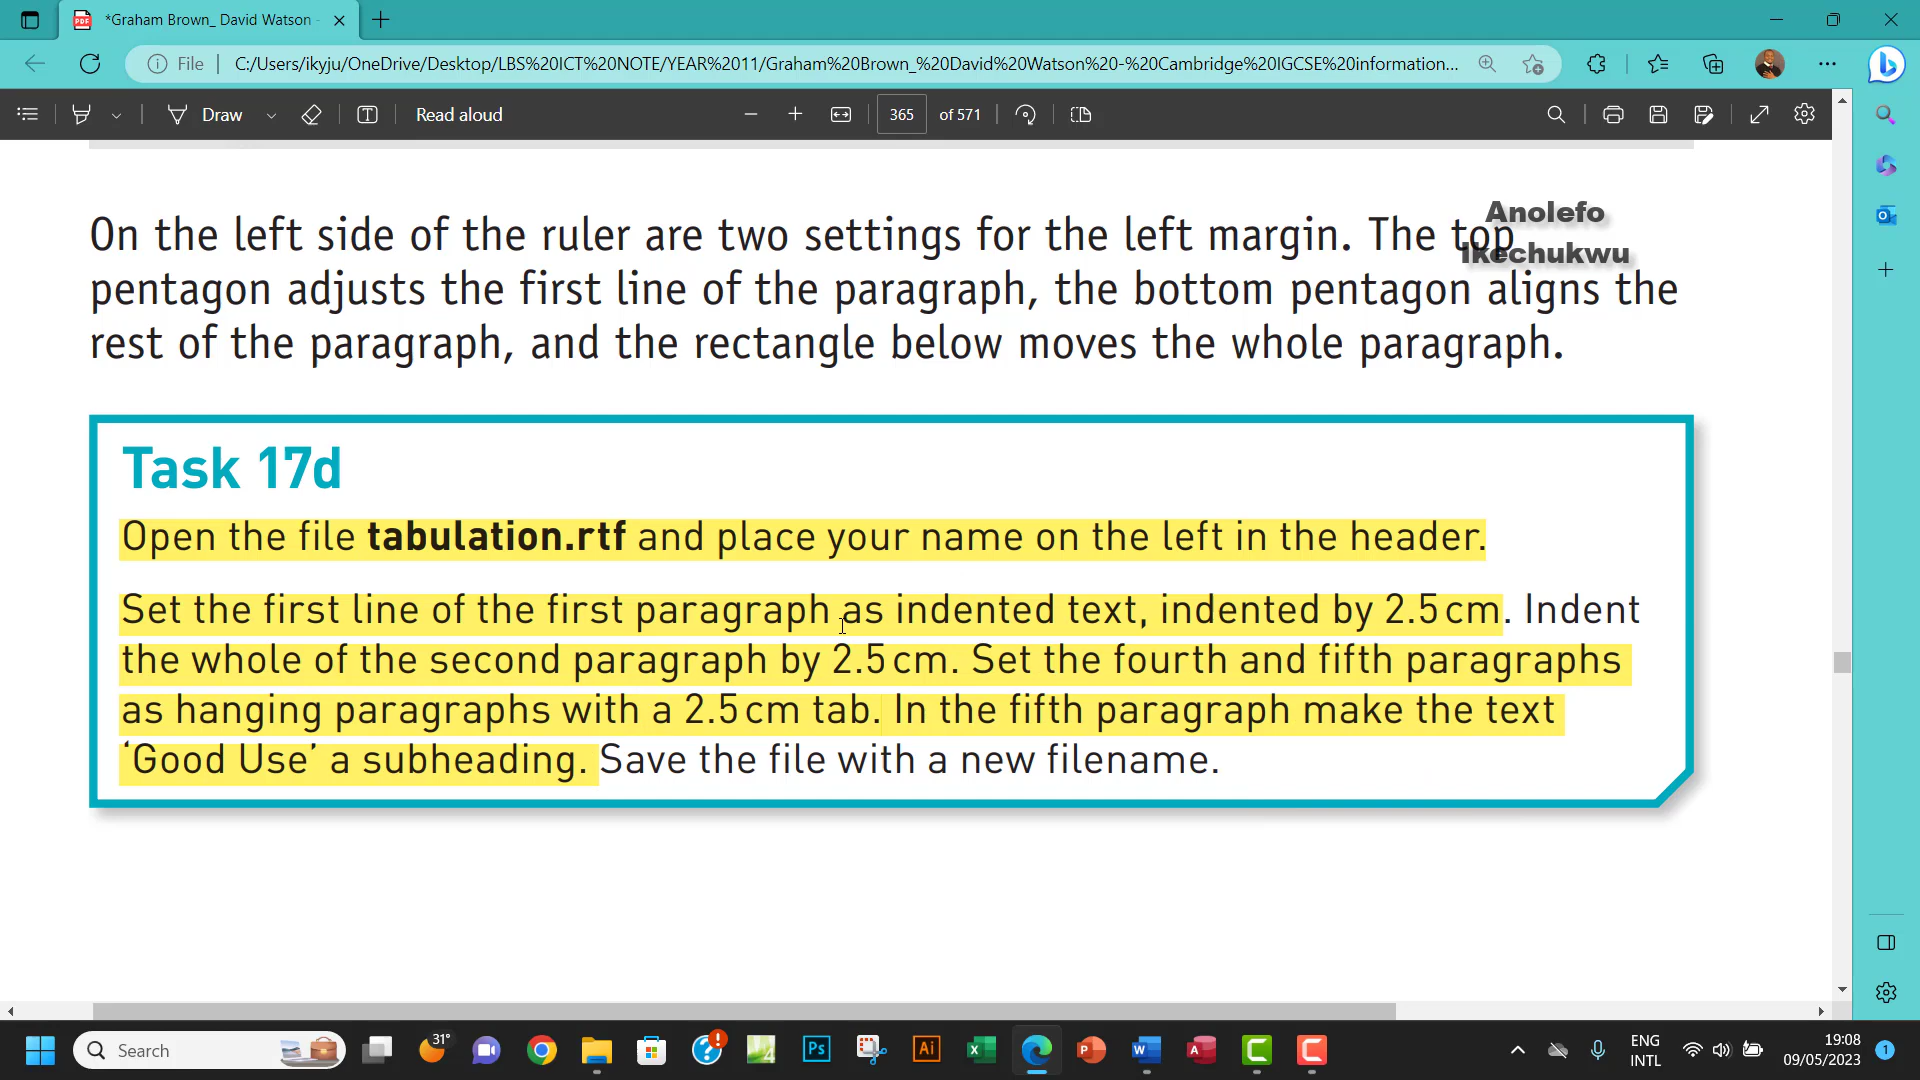 *Graham Brown_ David Watson -
File
C:/Users/ikyju/OneDrive/Desktop/LBS%20ICT%20NOTE/YEAR%2011/Graham%20Brown_%20David%20Watson%20-%20Cambridge%20IGCSE%20information...
Draw
Read aloud
365
of 571
Anolefo
Ikechukwu
On the left side of the ruler are two settings for the left margin. The top
pentagon adjusts the first line of the paragraph, the bottom pentagon aligns the
rest of the paragraph, and the rectangle below moves the whole paragraph.
Task 17d
Open the file tabulation.rtf and place your name on the left in the header.
Set the first line of the first paragraph as indented text, indented by 2.5 cm. Indent
the whole of the second paragraph by 2.5 cm. Set the fourth and fifth paragraphs
as hanging paragraphs with a 2.5 cm tab. In the fifth paragraph make the text
‘Good Use’ a subheading. Save the file with a new filename.
Search
31°
ENG
INTL
19:08
09/05/2023
1